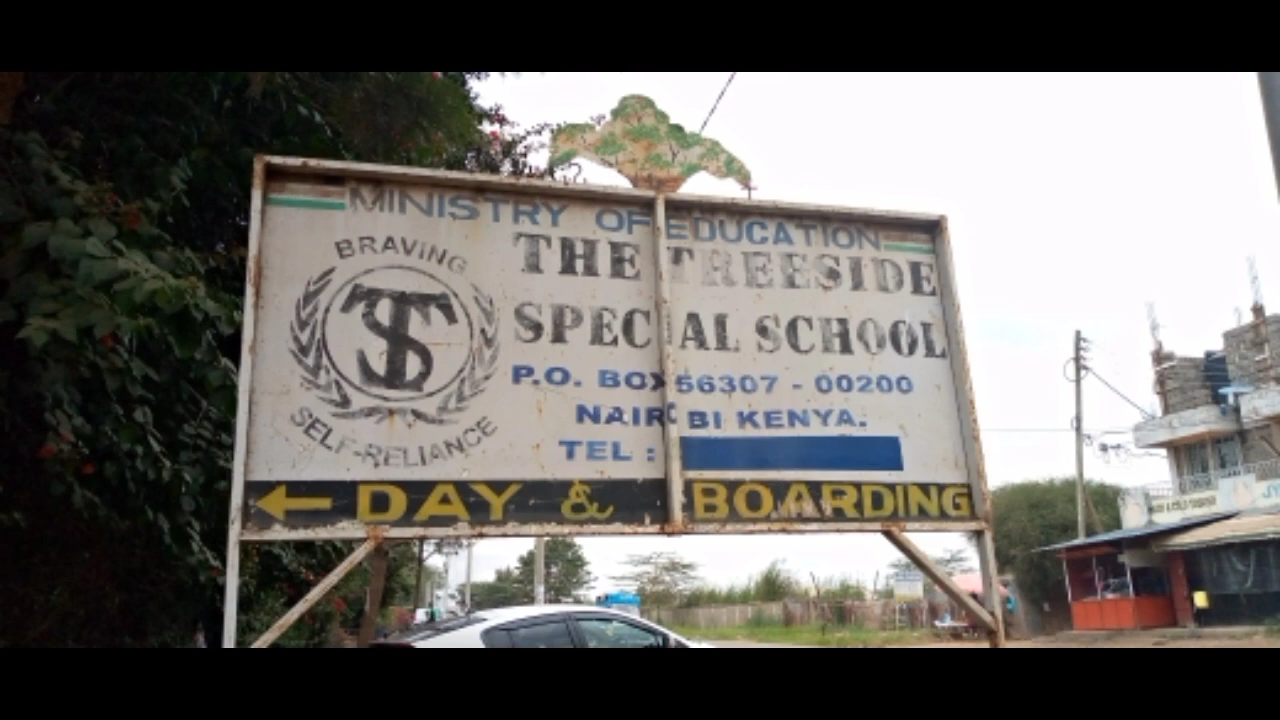 MINISTRY OF EDUCATION
BRAVING
TS
SELF-RELIANCE
THE TREESIDE
SPECIAL SCHOOL
P.O. BOX 56307 - 00200
NAIROBI KENYA.
TEL :
DAY & BOARDING